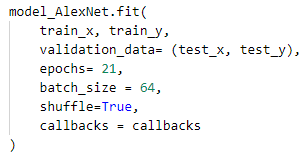 model_AlexNet.fit(
    train_x, train_y,
    validation_data= (test_x, test_y),
    epochs= 21,
    batch_size = 64,
    shuffle=True,
    callbacks = callbacks
)